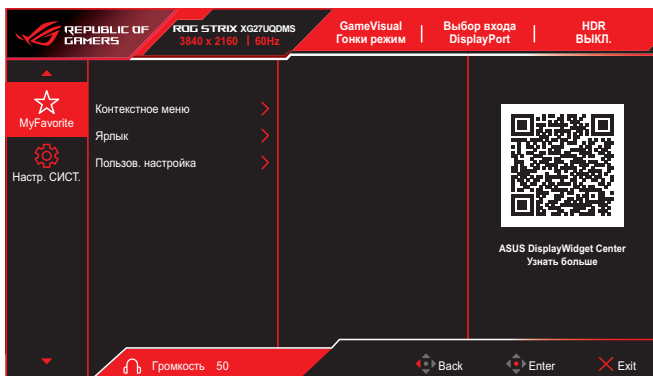 REPUBLIC OF
GAMERS
ROG STRIX XG27UQDMS
3840 x 2160 | 60Hz
GameVisual
Гонки режим
Выбор входа
DisplayPort
HDR
ВЫКЛ.
MyFavorite
Настр. СИСТ.
Контекстное меню
Ярлык
Пользов. настройка
ASUS DisplayWidget Center
Узнать больше
Громкость 50
Back
Enter
Exit